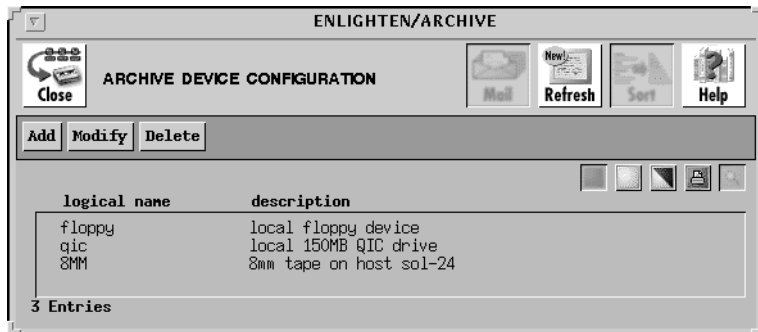 ENLIGHTEN/ARCHIVE
Close
ARCHIVE DEVICE CONFIGURATION
Mail
New!
Refresh
Sort
Help
Add Modify Delete
logical name description
floppy local floppy device
qic local 150MB QIC drive
8MM 8mm tape on host sol-24
3 Entries